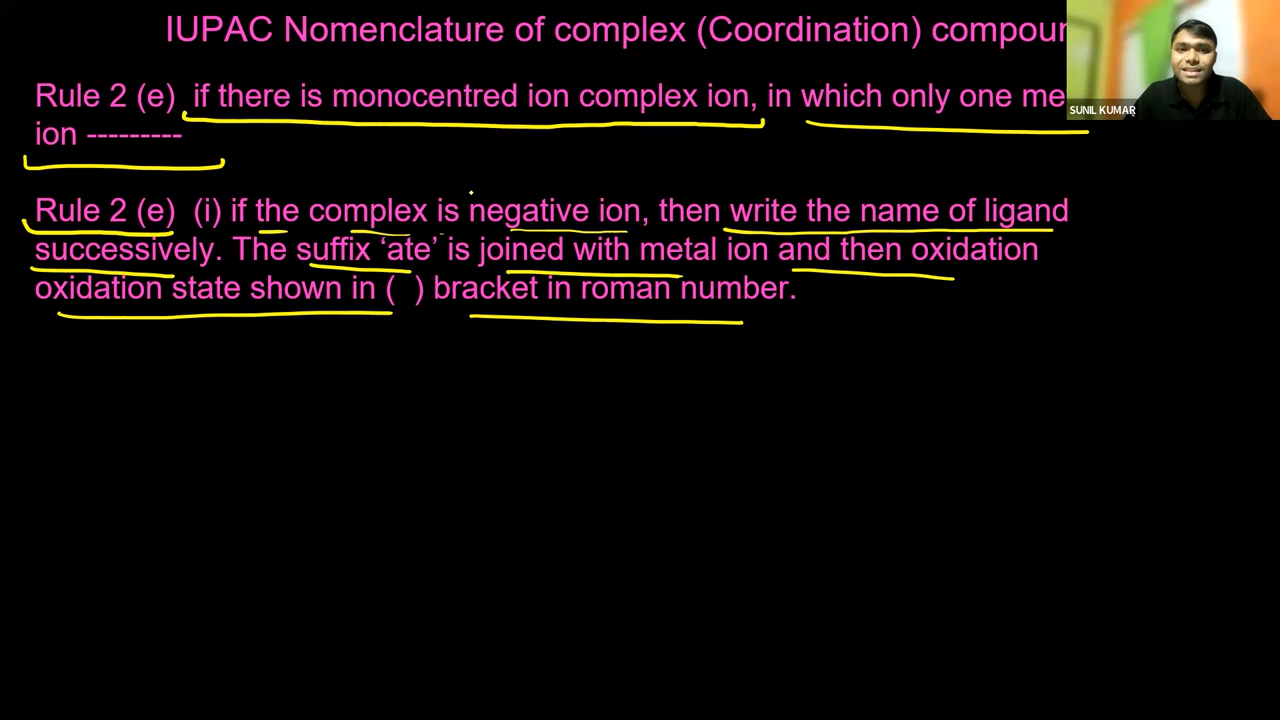 IUPAC Nomenclature of complex (Coordination) compour
Rule 2 (e) if there is monocentred ion complex ion, in which only one me
SUNIL KUMAR
ion ---------
Rule 2 (e) (i) if the complex is negative ion, then write the name of ligand
successively. The suffix ‘ate’ is joined with metal ion and then oxidation
oxidation state shown in ( ) bracket in roman number.